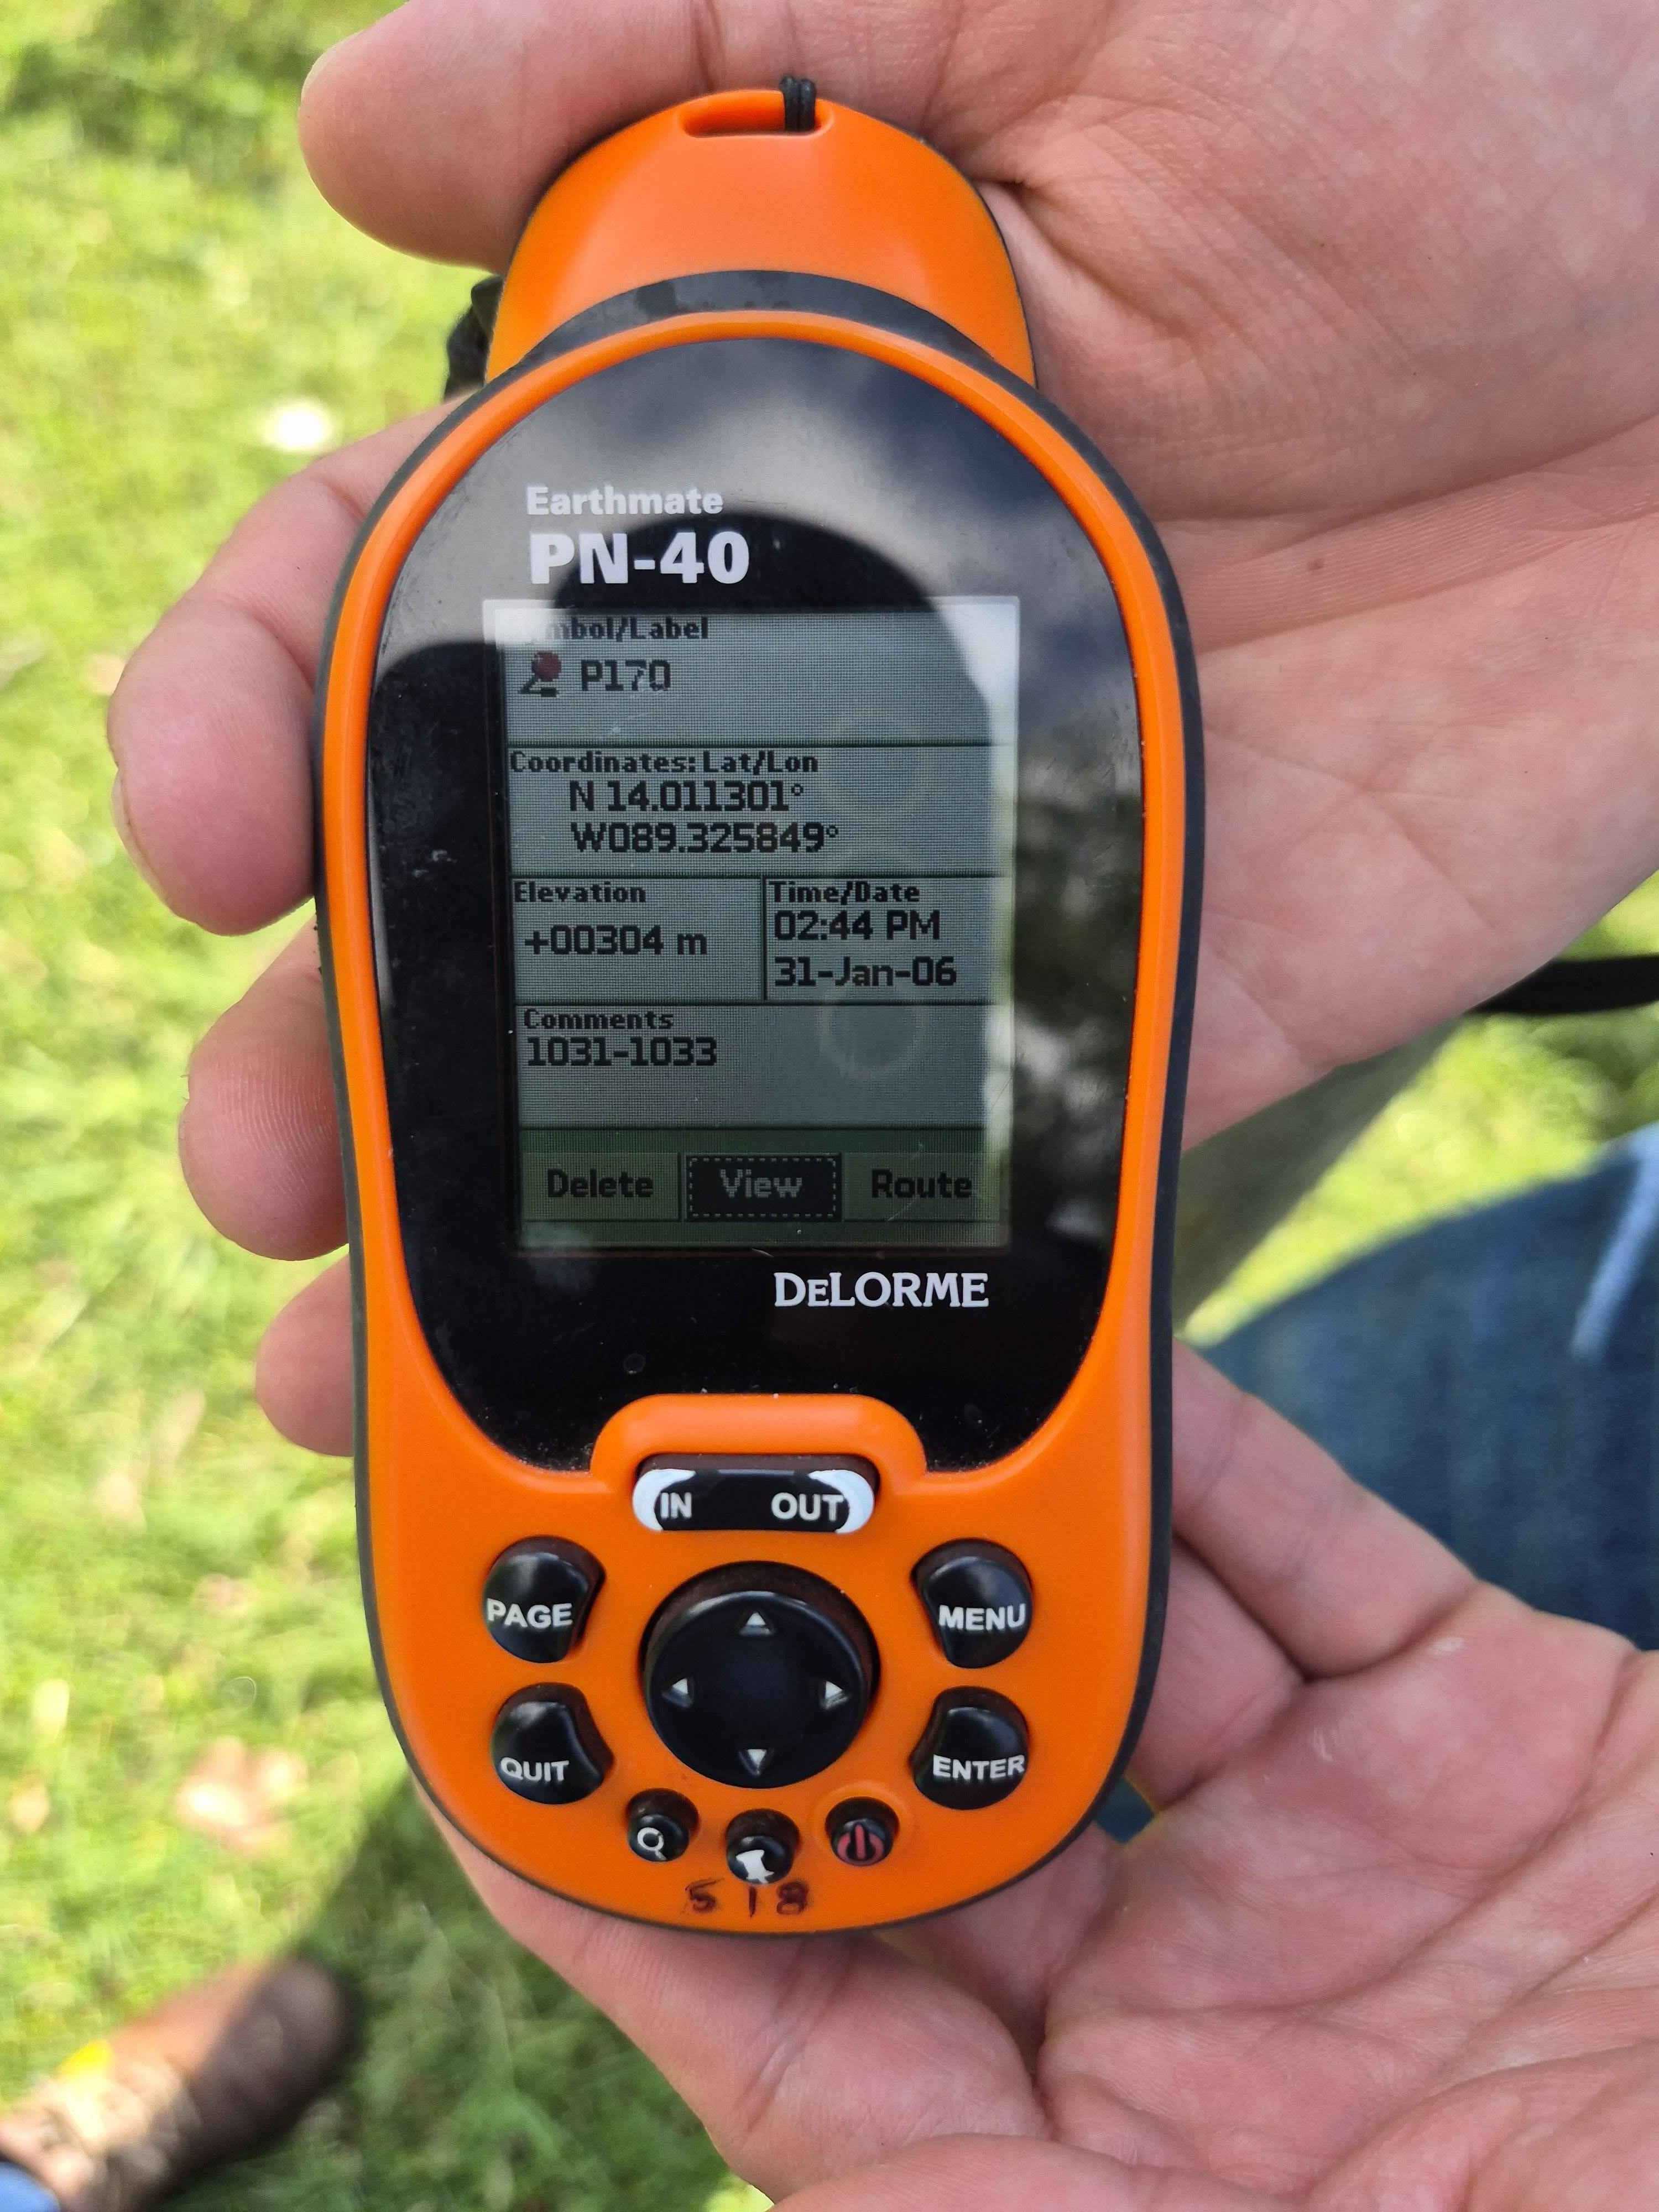 Earthmate
PN-40
Symbol/Label
P170
Coordinates: Lat/Lon
N 14.011301°
W089.325849°
Elevation
+00304 m
Time/Date
02:44 PM
31-Jan-06
Comments
1031-1033
Delete View Route
DELORME
IN OUT
PAGE MENU
QUIT ENTER
518